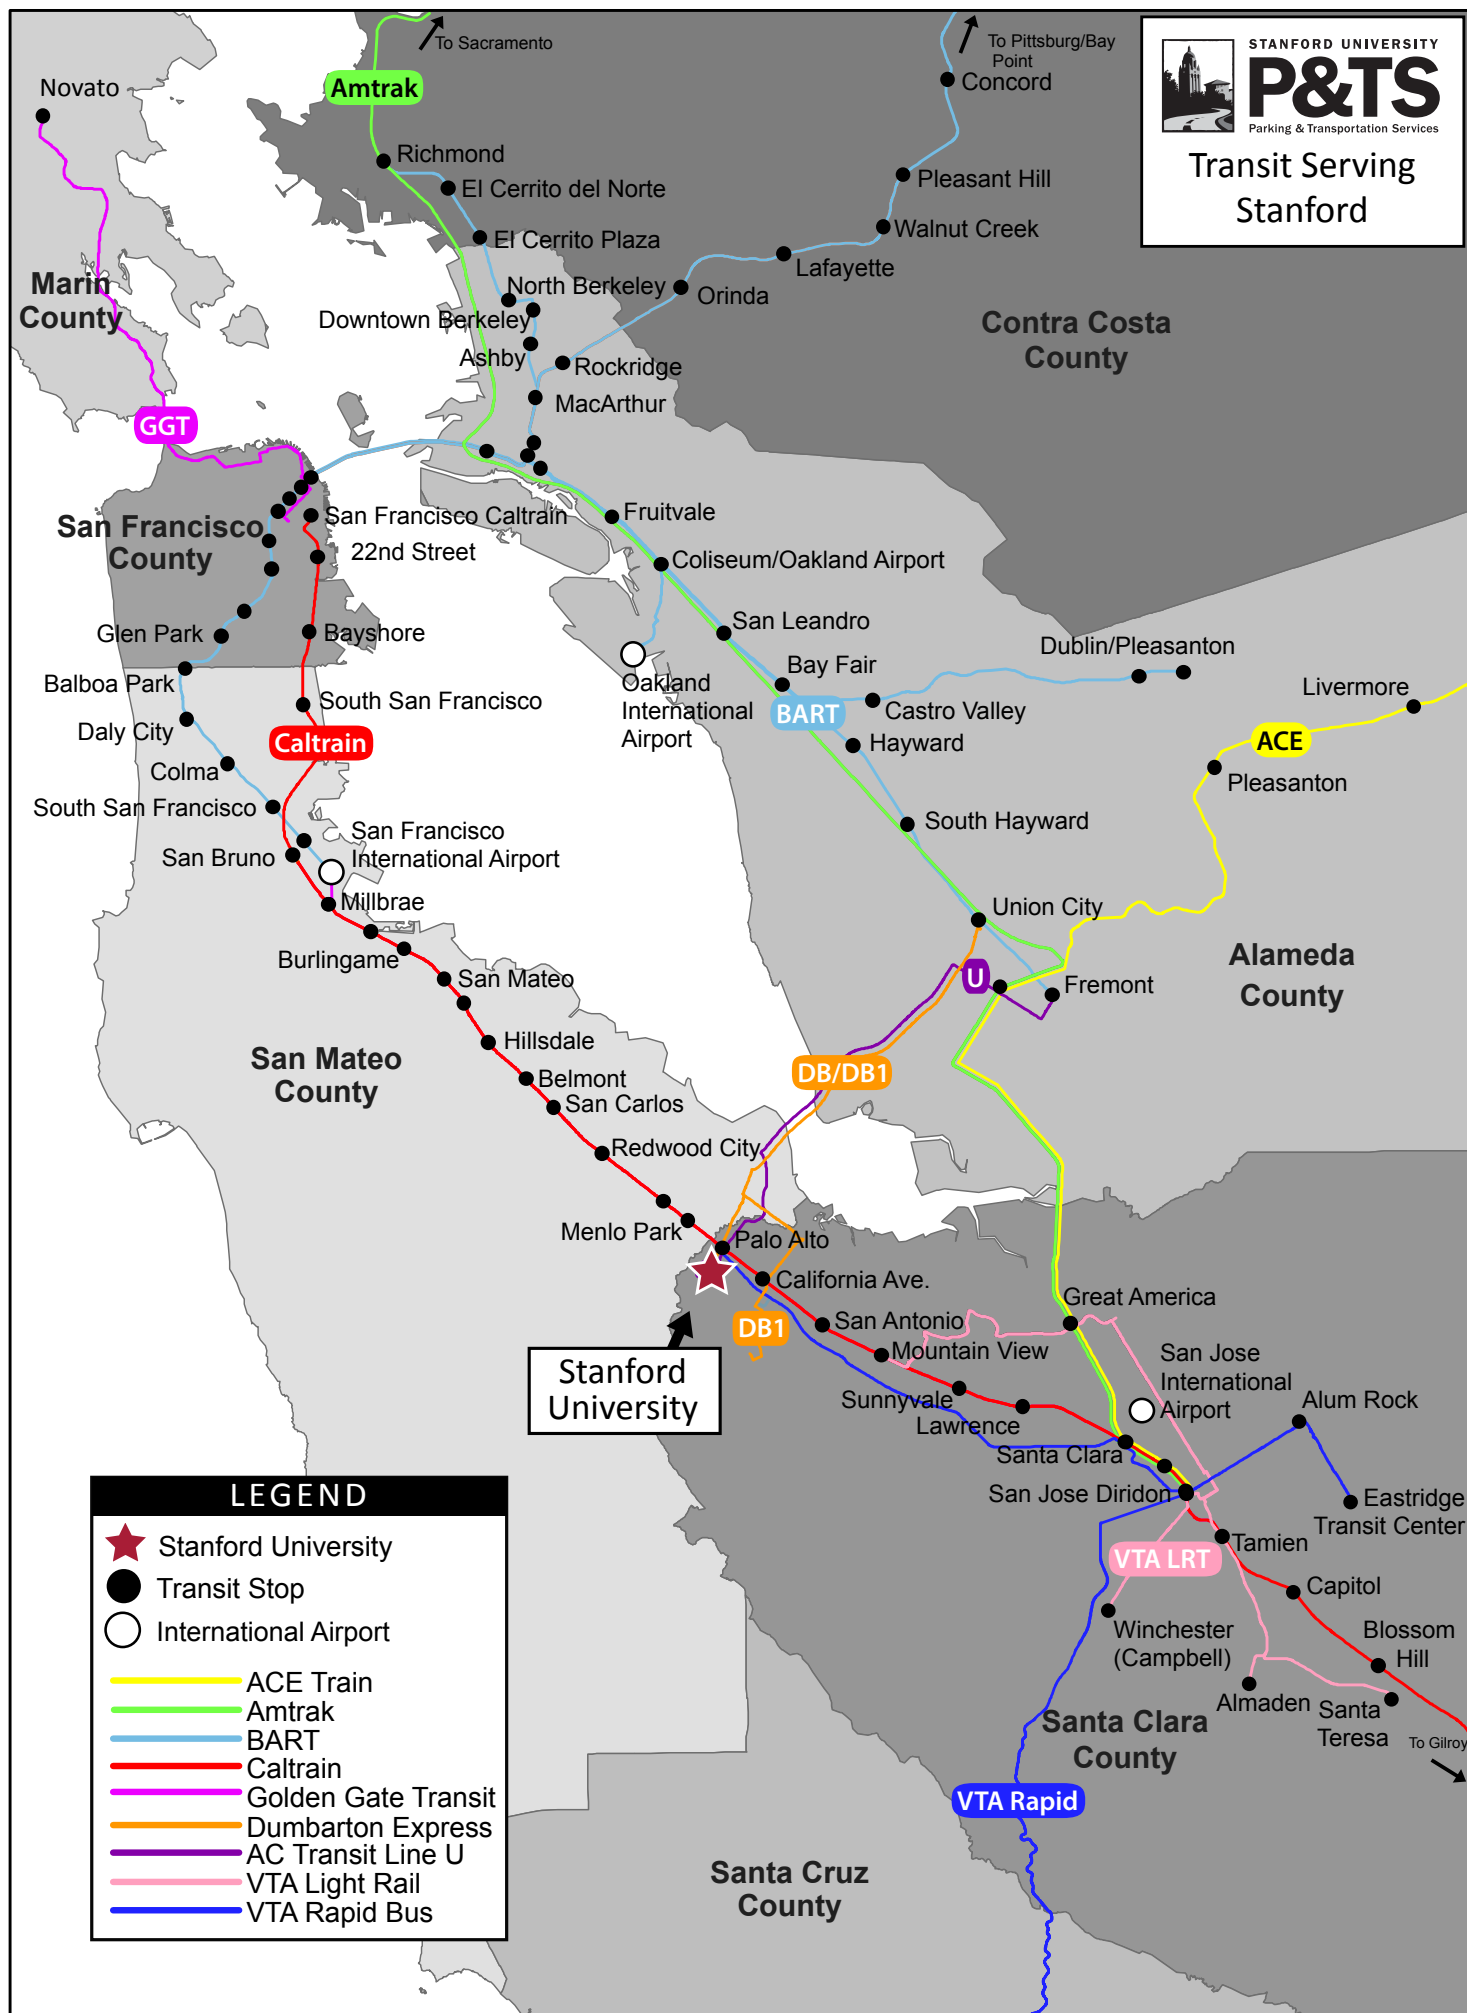 To Sacramento
To Pittsburg/Bay
Point
STANFORD UNIVERSITY
P&TS
Parking & Transportation Services
Transit Serving
Stanford
Novato
Amtrak
Concord
Richmond
El Cerrito del Norte
Pleasant Hill
El Cerrito Plaza
Walnut Creek
Lafayette
Marin
County
North Berkeley
Orinda
Downtown Berkeley
Contra Costa
County
Ashby
Rockridge
MacArthur
GGT
San Francisco
County
San Francisco Caltrain
Fruitvale
22nd Street
Coliseum/Oakland Airport
Glen Park
Bayshore
San Leandro
Dublin/Pleasanton
Balboa Park
Bay Fair
Oakland
International
Airport
South San Francisco
BART
Castro Valley
Livermore
Daly City
Caltrain
Hayward
ACE
Colma
Pleasanton
South San Francisco
San Francisco
International Airport
South Hayward
San Bruno
Millbrae
Union City
Burlingame
San Mateo
U
Fremont
Alameda
County
Hillsdale
San Mateo
County
Belmont
DB/DB1
San Carlos
Redwood City
Menlo Park
Palo Alto
California Ave.
Great America
DB1
San Antonio
Mountain View
San Jose
International
Airport
Stanford
University
Sunnyvale
Lawrence
Alum Rock
Santa Clara
San Jose Diridon
Eastridge
Transit Center
VTA LRT
Tamien
Capitol
Winchester
(Campbell)
Blossom
Hill
Almaden
Santa
Teresa
Santa Clara
County
To Gilroy
VTA Rapid
Santa Cruz
County
LEGEND
Stanford University
Transit Stop
International Airport
ACE Train
Amtrak
BART
Caltrain
Golden Gate Transit
Dumbarton Express
AC Transit Line U
VTA Light Rail
VTA Rapid Bus